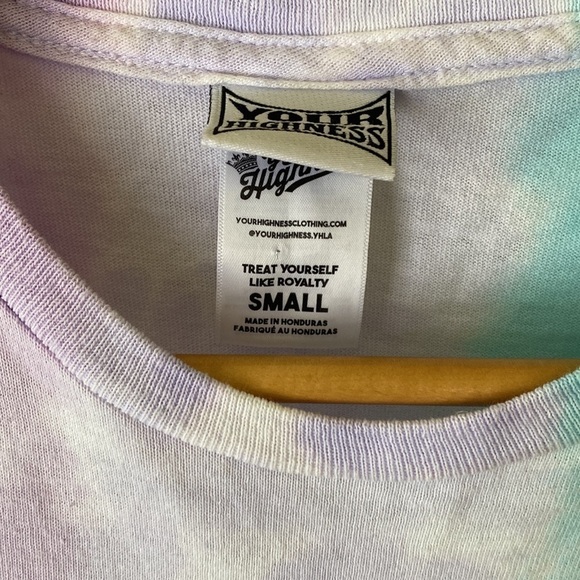 YOUR
HIGHNESS
YOURHIGHNESSCLOTHING.COM
@YOURHIGHNESS.YHLA
TREAT YOURSELF
LIKE ROYALTY
SMALL
MADE IN HONDURAS
FABRIQUÉ AU HONDURAS